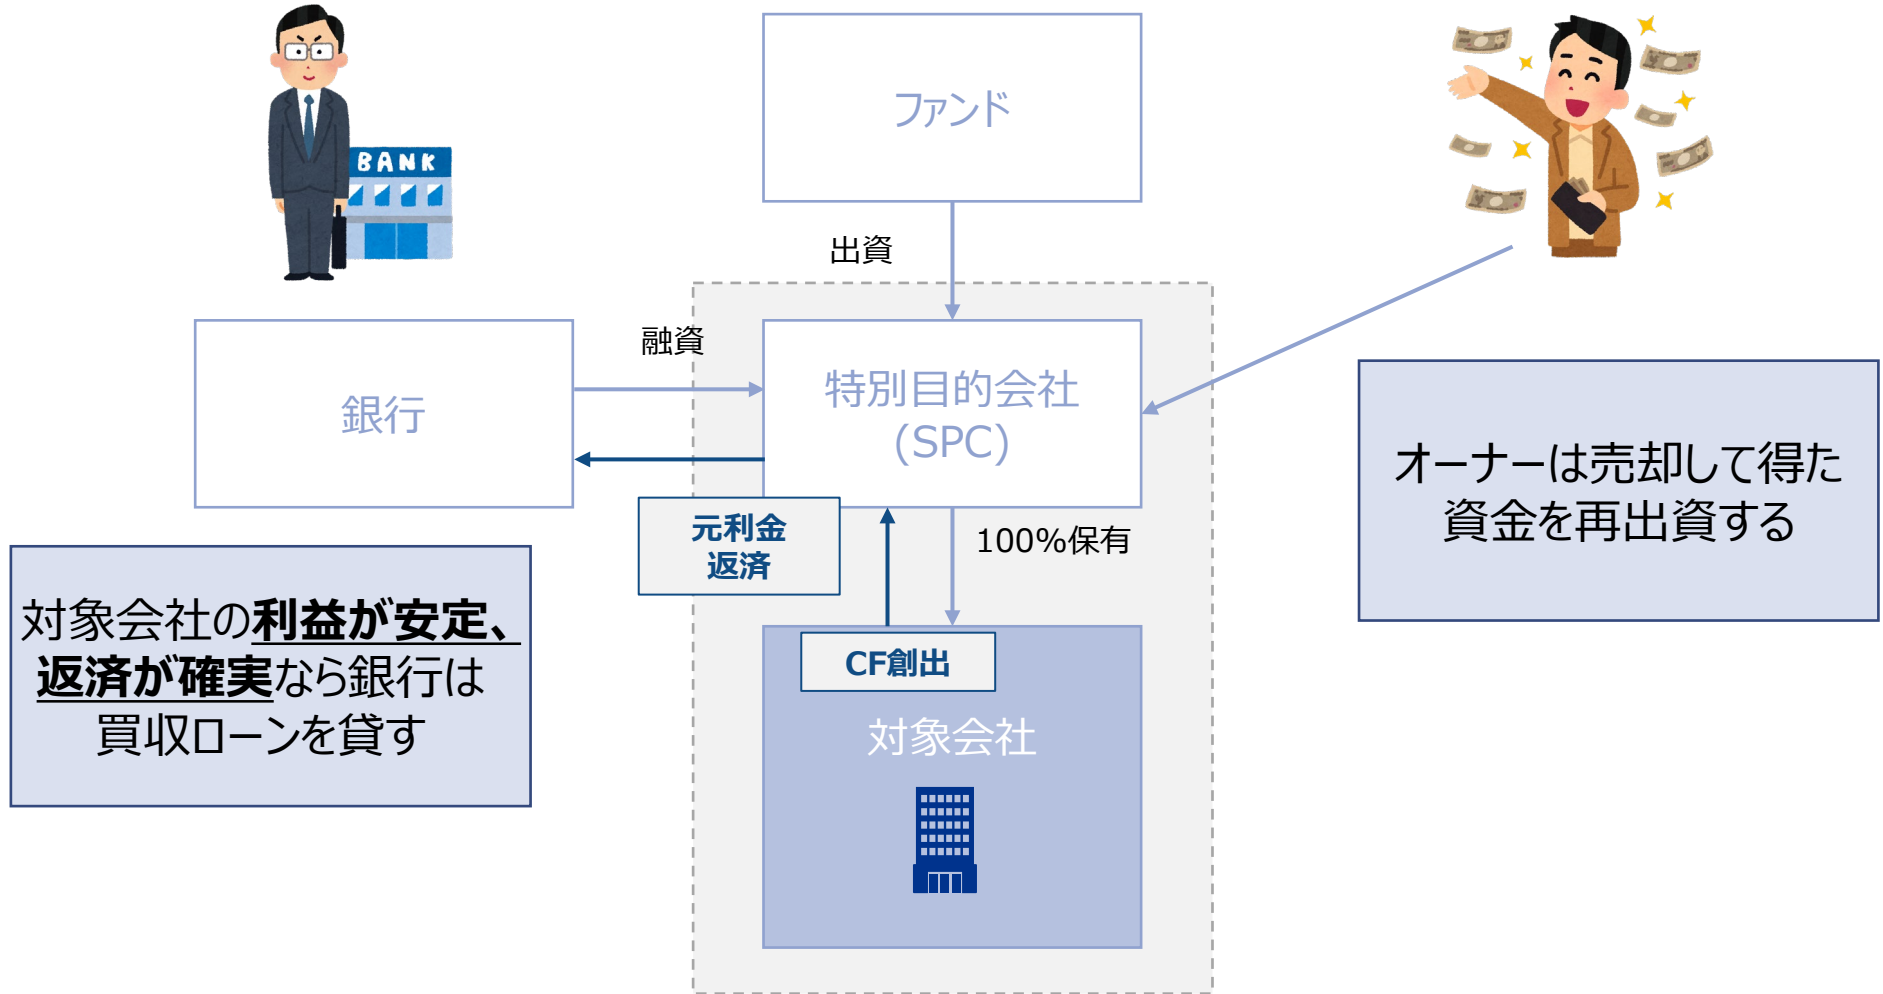 BANK
ファンド
出資
融資
銀行
特別目的会社
(SPC)
元利金
返済
100%保有
CF創出
対象会社
対象会社の利益が安定、
返済が確実なら銀行は
買収ローンを貸す
オーナーは売却して得た
資金を再出資する